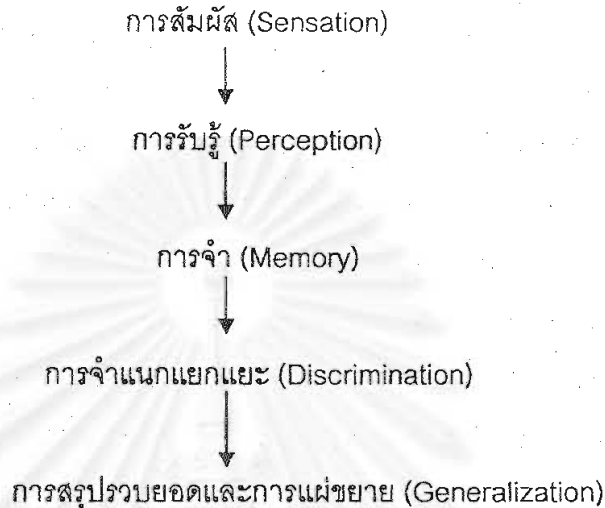 การสัมผัส (Sensation)
การรับรู้ (Perception)
การจำ (Memory)
การจำแนกแยกแยะ (Discrimination)
การสรุปรวบยอดและการแผ่ขยาย (Generalization)